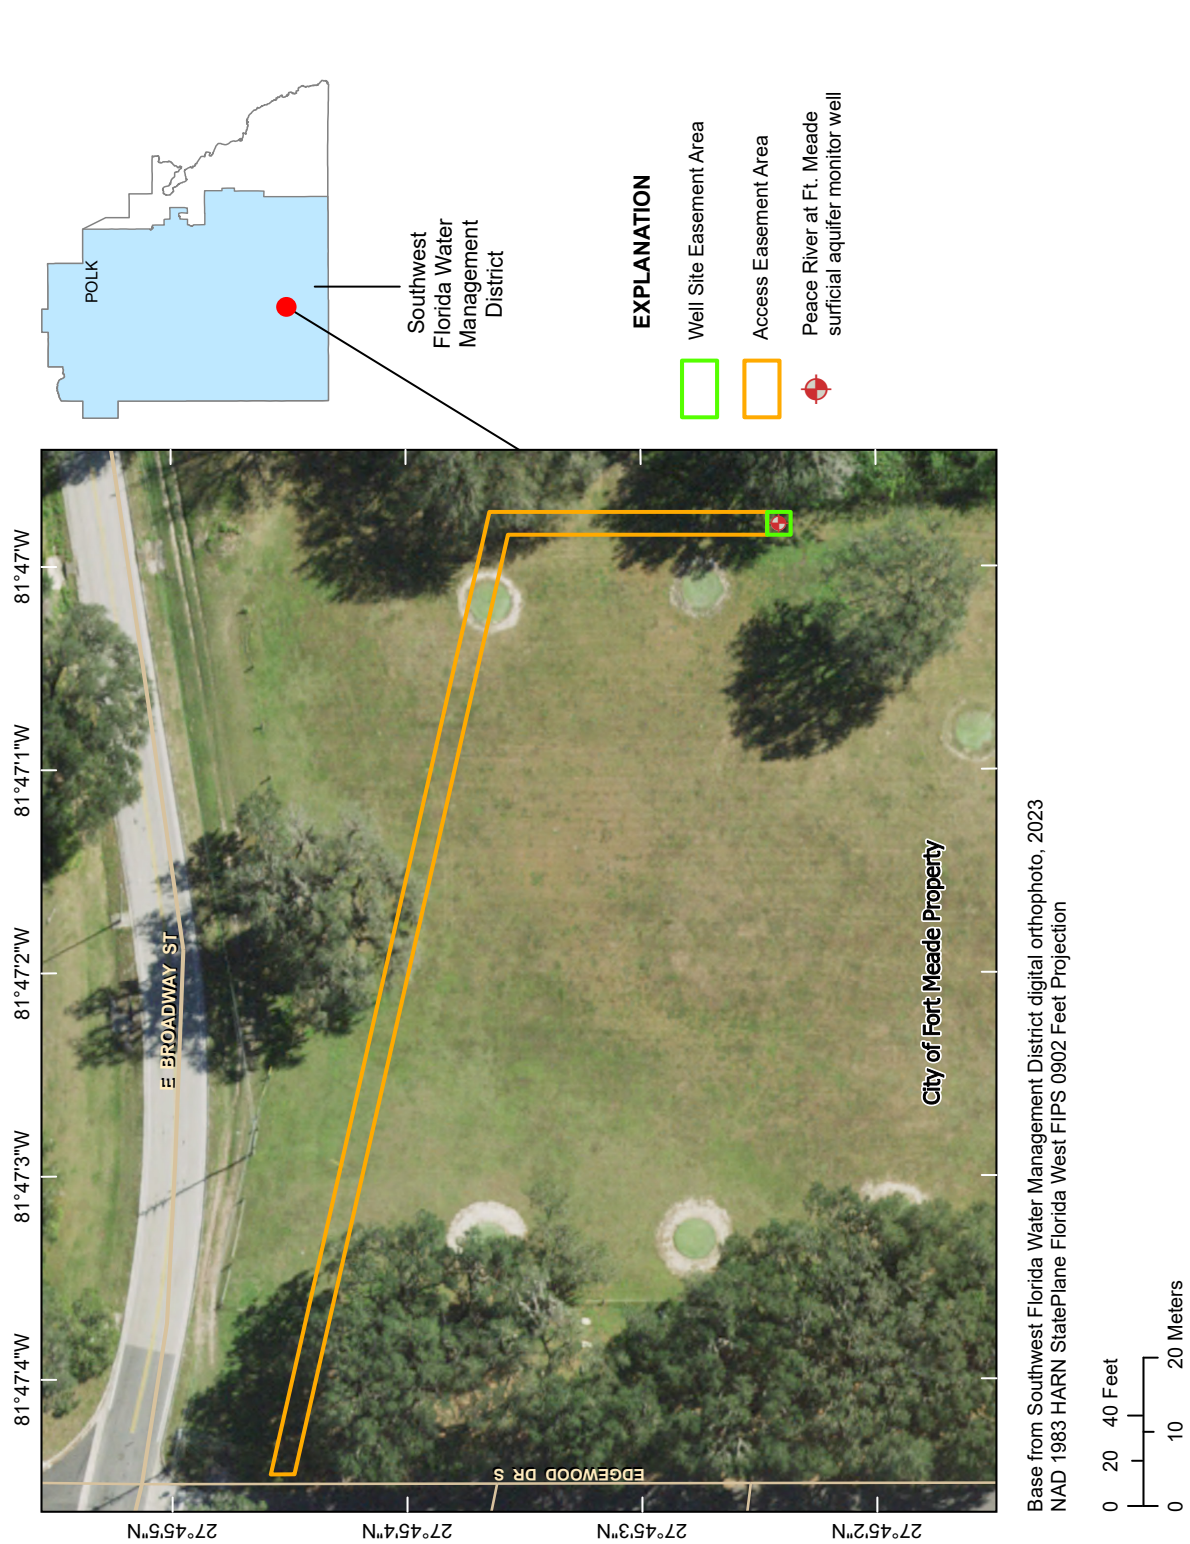 81°47'4"W
81°47'3"W
81°47'2"W
81°47'1"W
81°47'W
27°45'5"N
27°45'4"N
27°45'3"N
27°45'2"N
E BROADWAY ST
EDGEWOOD DR S
City of Fort Meade Property
POLK
Southwest
Florida Water
Management
District
EXPLANATION
Well Site Easement Area
Access Easement Area
Peace River at Ft. Meade
surficial aquifer monitor well
Base from Southwest Florida Water Management District digital orthophoto, 2023
NAD 1983 HARN StatePlane Florida West FIPS 0902 Feet Projection
0 20 40 Feet
0 10 20 Meters